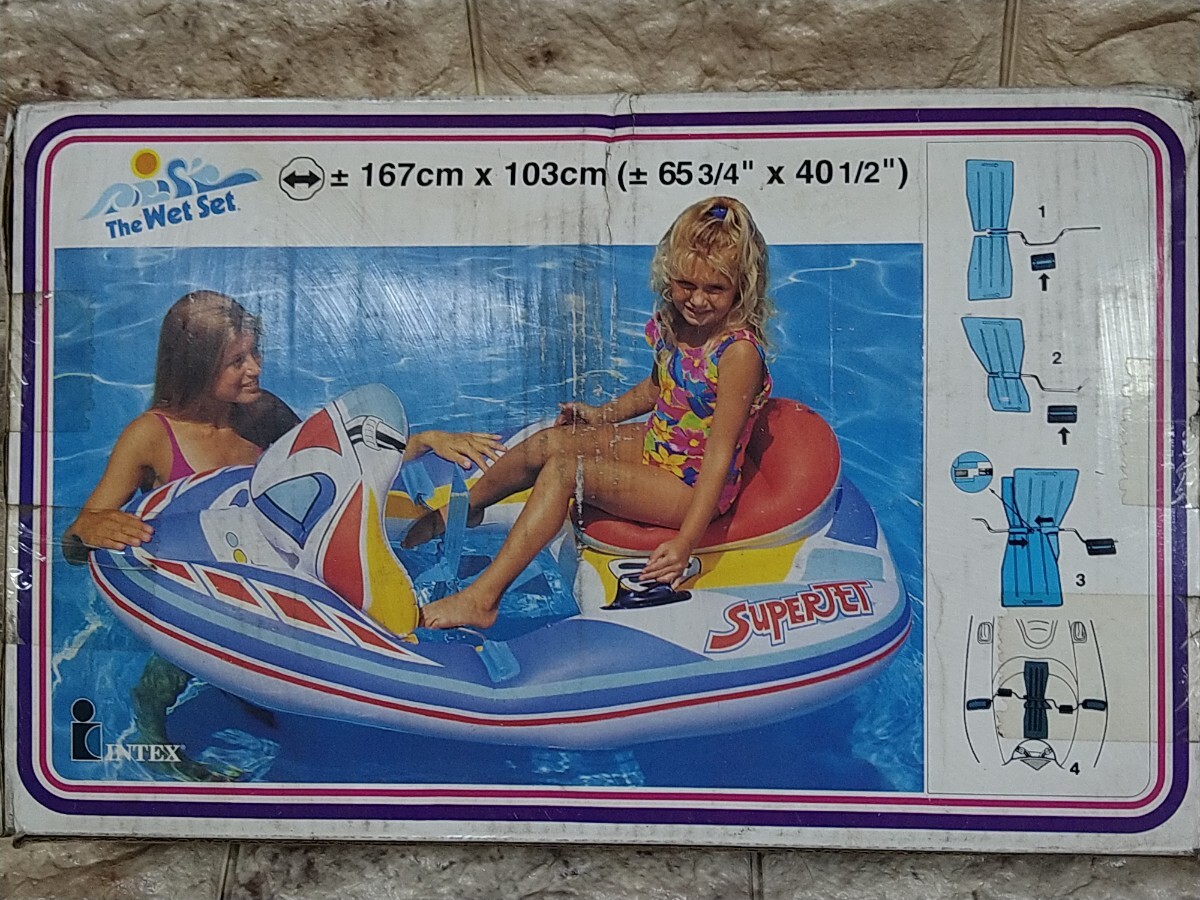 The Wet Set
± 167cm x 103cm (± 65 3/4" x 40 1/2")
1
2
3
4
SUPERJET
INTEX